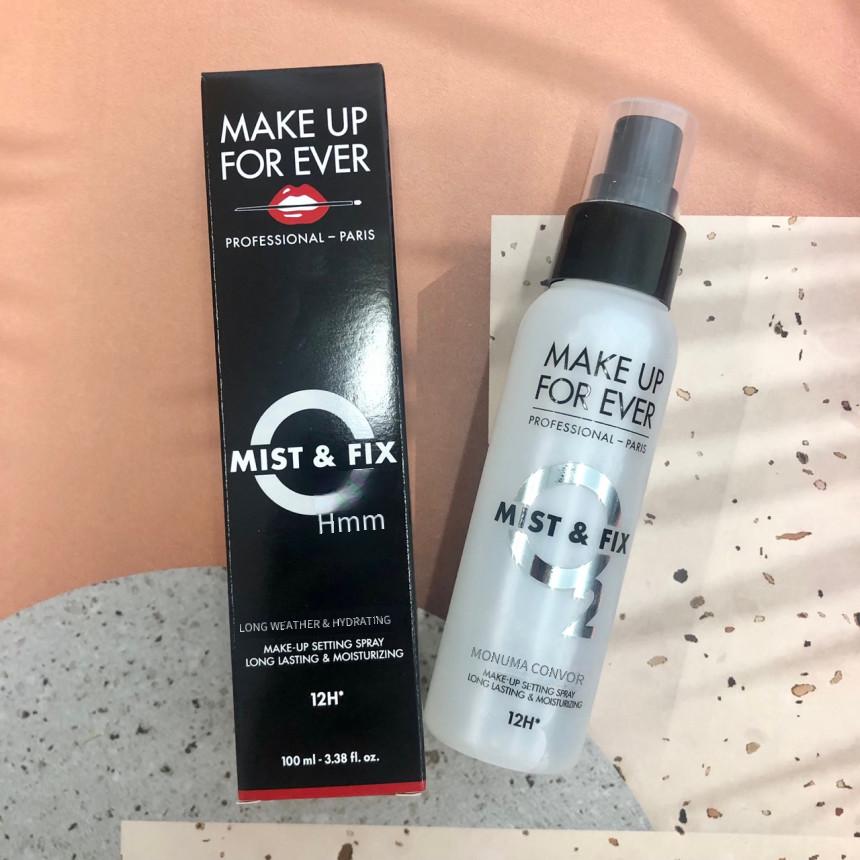 MAKE UP
FOR EVER
PROFESSIONAL – PARIS
MIST & FIX
Hmm
LONG WEATHER & HYDRATING
MAKE-UP SETTING SPRAY
LONG LASTING & MOISTURIZING
12H*
100 ml - 3.38 fl. oz.
MAKE UP
FOR EVER
PROFESSIONAL – PARIS
MIST & FIX
2
MONUMA CONVOR
MAKE-UP SETTING SPRAY
LONG LASTING & MOISTURIZING
12H*